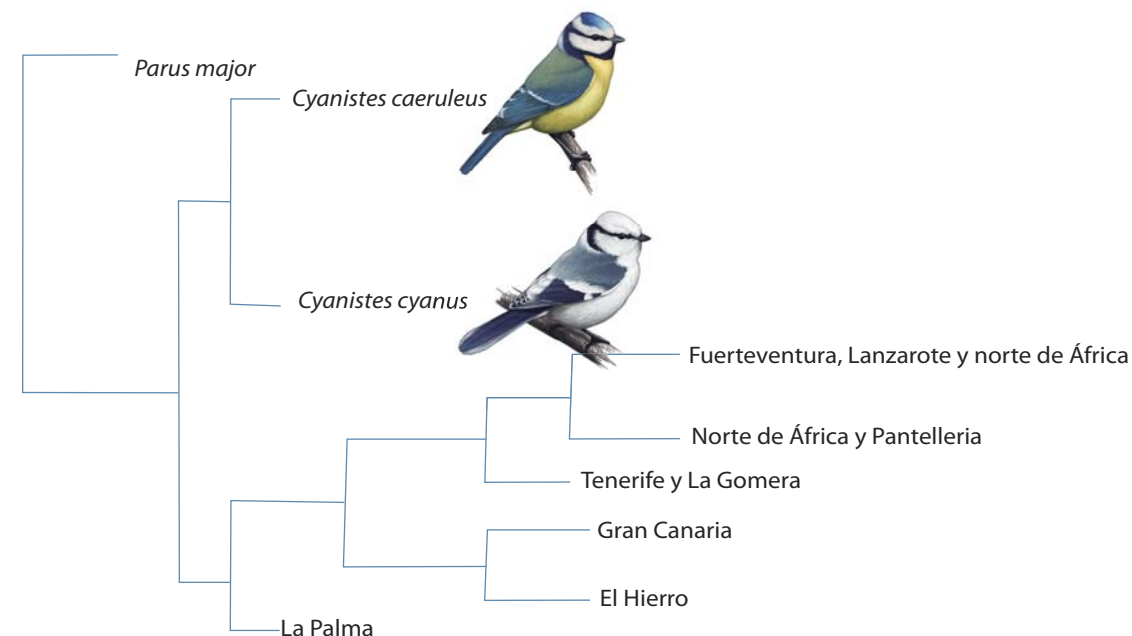 Parus major
Cyanistes caeruleus
Cyanistes cyanus
Fuerteventura, Lanzarote y norte de África
Norte de África y Pantelleria
Tenerife y La Gomera
Gran Canaria
El Hierro
La Palma